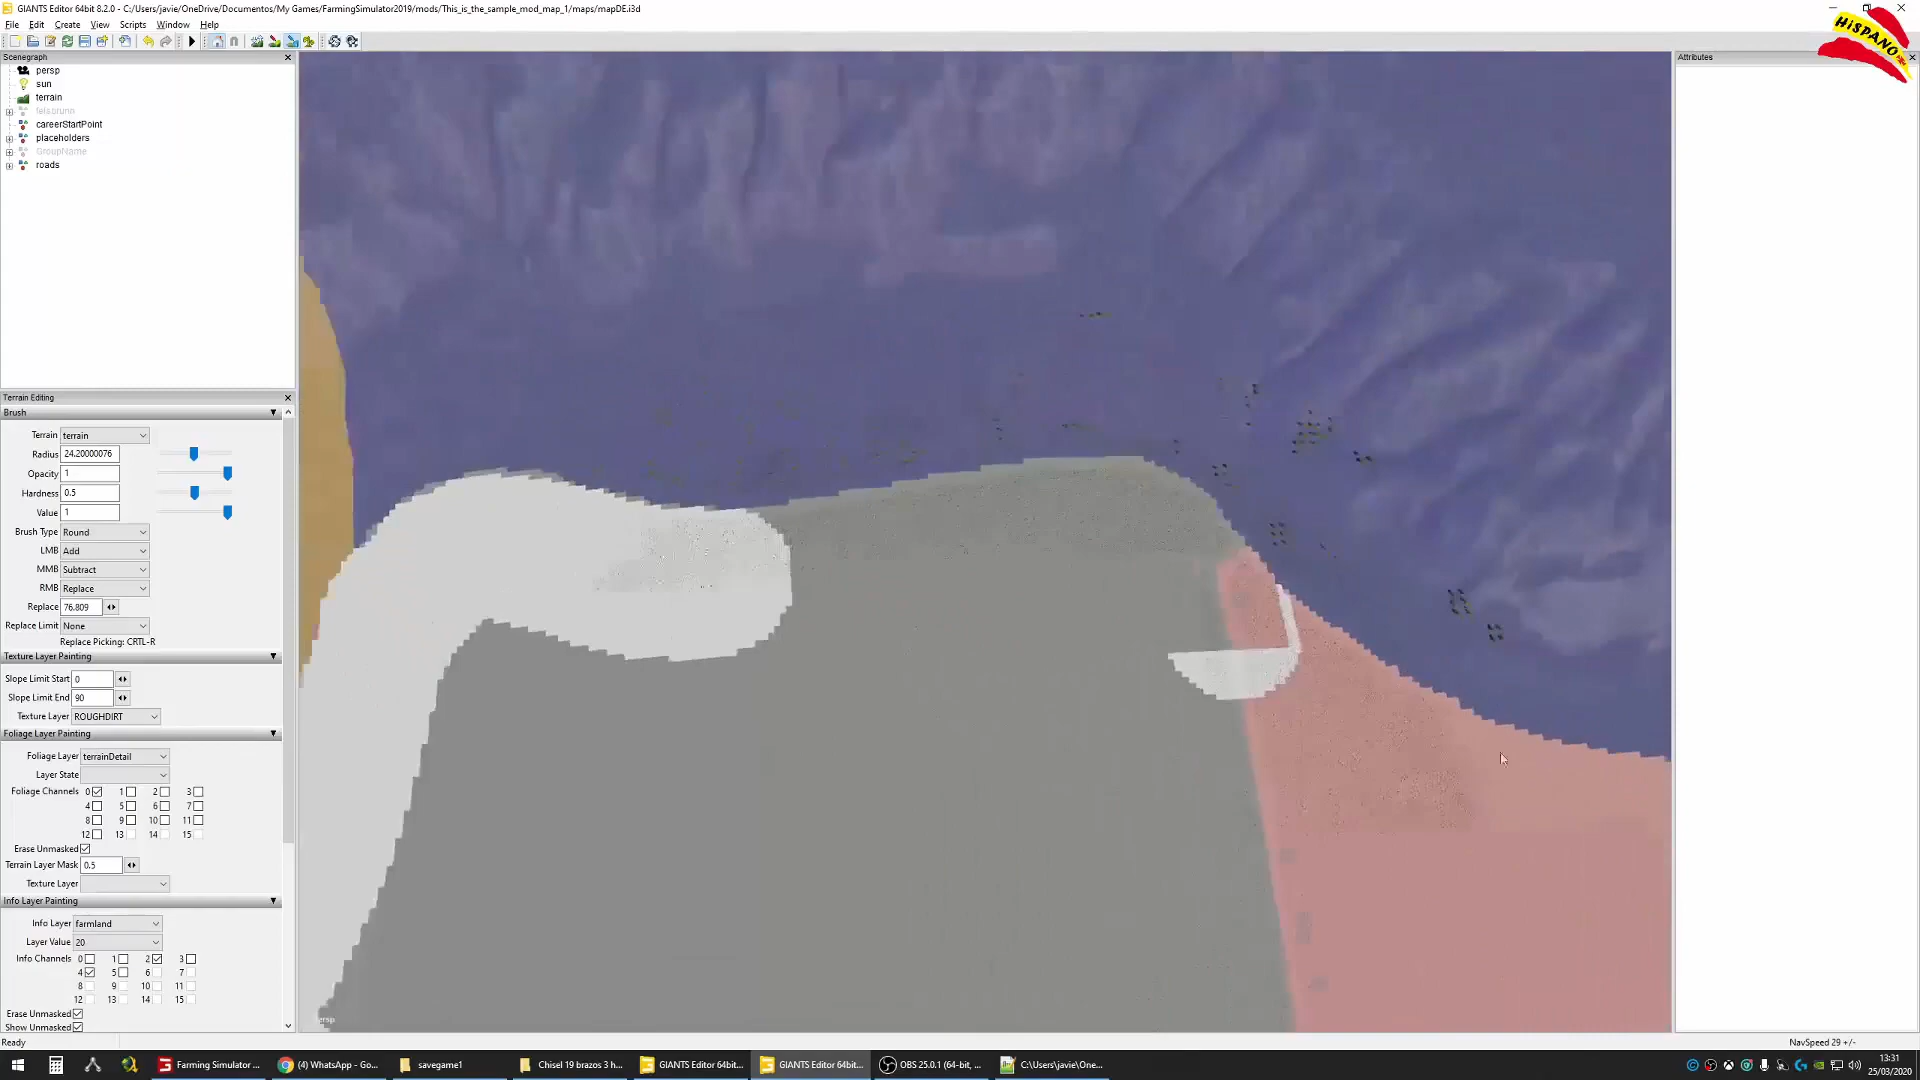 GIANTS Editor 64bit 8.2.0 - C:/Users/javie/OneDrive/Documentos/My Games/FarmingSimulator2019/mods/This_is_the_sample_mod_map_1/maps/mapDE.i3d
File Edit Create View Scripts Window Help
HISPANO
Scenegraph
Attributes
persp
sun
terrain
felsbrunn
careerStartPoint
placeholders
GroupName
roads
Terrain Editing
Brush
Terrain terrain
Radius 24.20000076
Opacity 1
Hardness 0.5
Value 1
Brush Type Round
LMB Add
MMB Subtract
RMB Replace
Replace 76.809
Replace Limit None
Replace Picking: CRTL-R
Texture Layer Painting
Slope Limit Start 0
Slope Limit End 90
Texture Layer ROUGHDIRT
Foliage Layer Painting
Foliage Layer terrainDetail
Layer State
Foliage Channels 0 1 2 3
4 5 6 7
8 9 10 11
12 13 14 15
Erase Unmasked
Terrain Layer Mask 0.5
Texture Layer
Info Layer Painting
Info Layer farmland
Layer Value 20
Info Channels 0 1 2 3
4 5 6 7
8 9 10 11
12 13 14 15
Erase Unmasked
Show Unmasked
persp
Ready
NavSpeed 29 +/-
Farming Simulator ...
(4) WhatsApp - Go...
savegame1
Chisel 19 brazos 3 h...
GIANTS Editor 64bit...
GIANTS Editor 64bit...
OBS 25.0.1 (64-bit, ...
C:\Users\javie\One...
13:31
25/03/2020